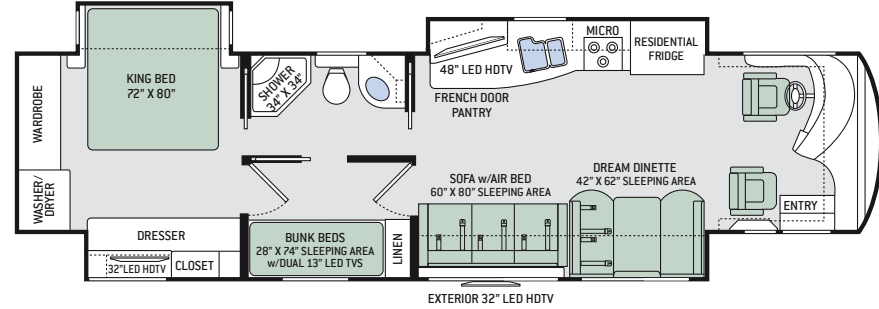 KING BED
72" X 80"
WARDROBE
WASHER/
DRYER
SHOWER
34" X 34"
48" LED HDTV
FRENCH DOOR
PANTRY
MICRO
RESIDENTIAL
FRIDGE
SOFA w/AIR BED
60" X 80" SLEEPING AREA
DREAM DINETTE
42" X 62" SLEEPING AREA
ENTRY
DRESSER
32"LED HDTV
CLOSET
BUNK BEDS
28" X 74" SLEEPING AREA
w/DUAL 13" LED TVS
LINEN
EXTERIOR 32" LED HDTV